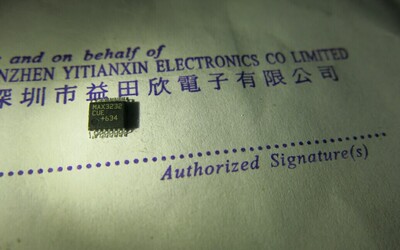 and on behalf of
NZHEN YITIANXIN ELECTRONICS CO LIMITED
深圳市益田欣電子有限公司
MAX3232
CUE
+634
Authorized Signature(s)